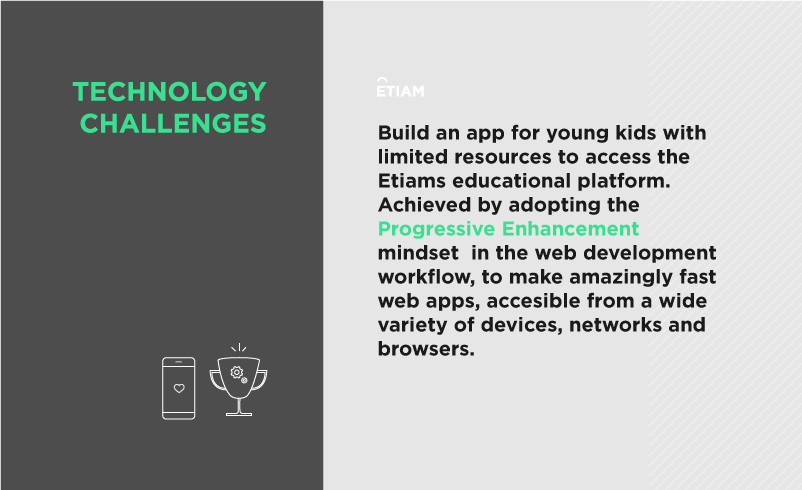 TECHNOLOGY
CHALLENGES
ETIAM
Build an app for young kids with
limited resources to access the
Etiams educational platform.
Achieved by adopting the
Progressive Enhancement
mindset  in the web development
workflow, to make amazingly fast
web apps, accesible from a wide
variety of devices, networks and
browsers.